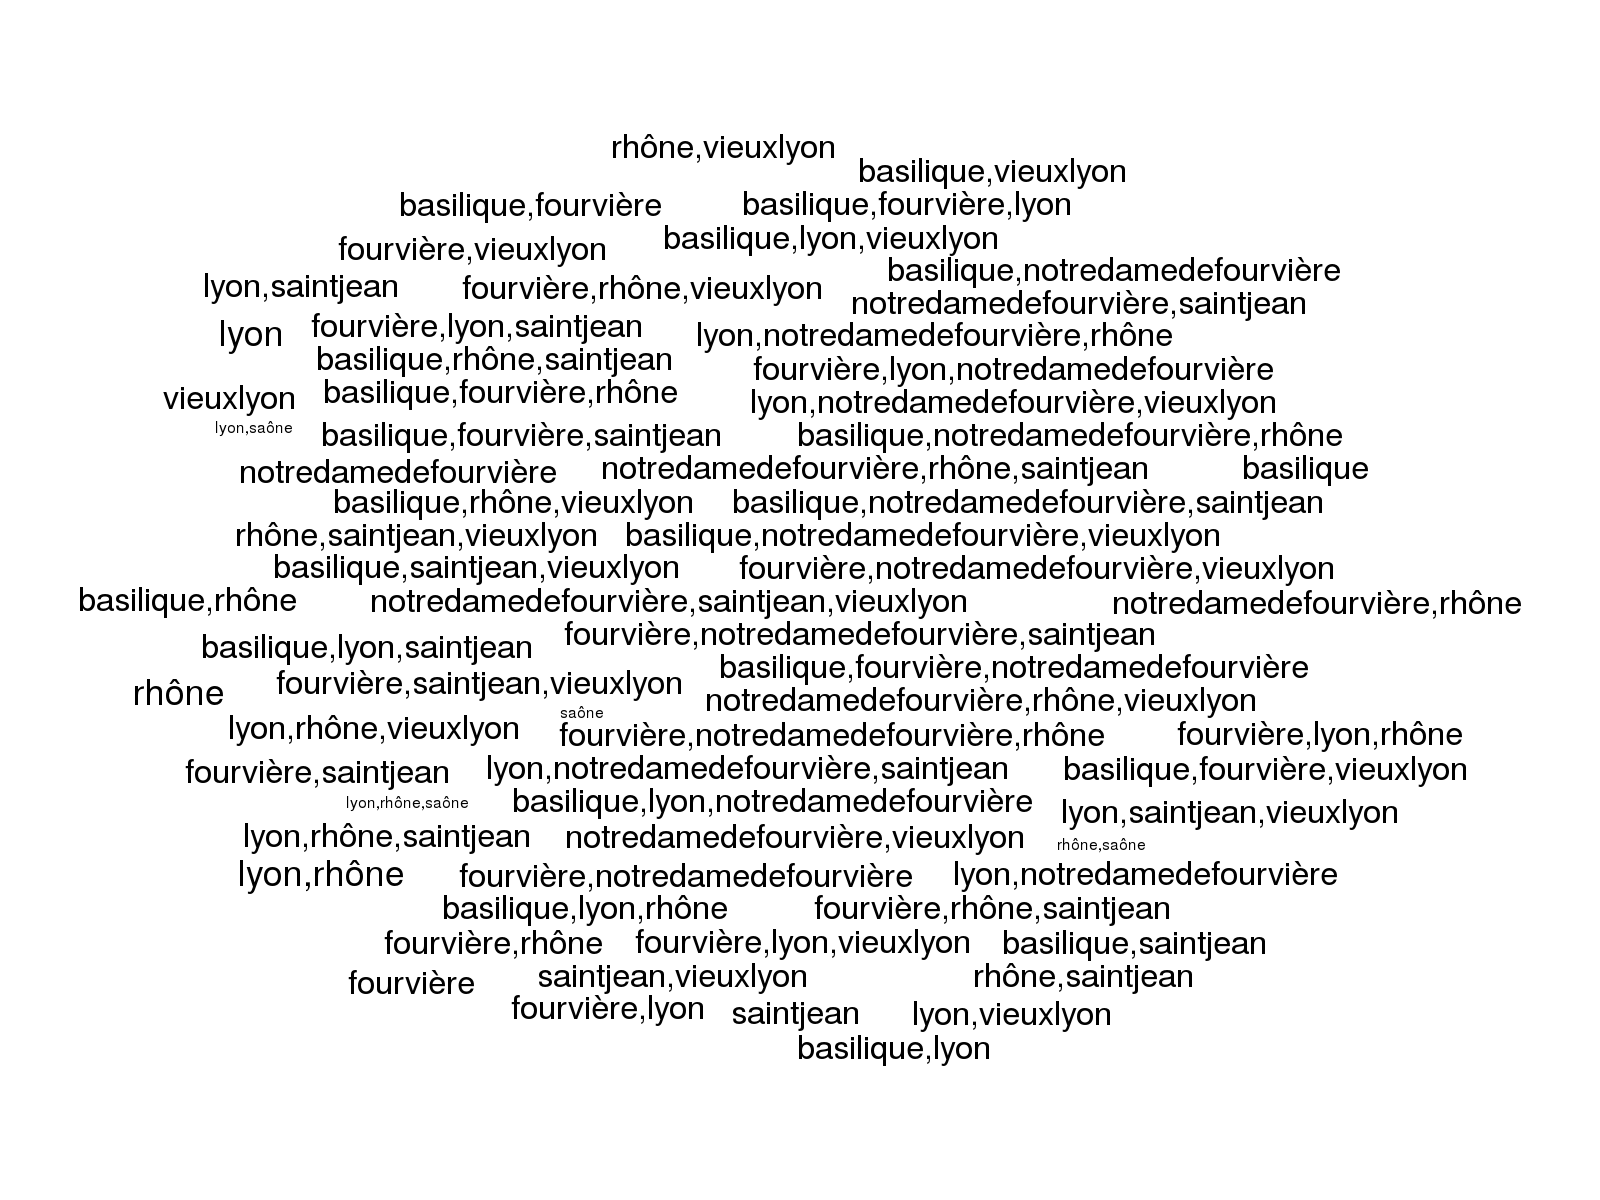 rhône,vieuxlyon
basilique,vieuxlyon
basilique,fourvière basilique,fourvière,lyon
fourvière,vieuxlyon basilique,lyon,vieuxlyon
basilique,notredamedefourvière
lyon,saintjean fourvière,rhône,vieuxlyon
notredamedefourvière,saintjean
lyon fourvière,lyon,saintjean lyon,notredamedefourvière,rhône
basilique,rhône,saintjean fourvière,lyon,notredamedefourvière
vieuxlyon basilique,fourvière,rhône lyon,notredamedefourvière,vieuxlyon
lyon,saône basilique,fourvière,saintjean basilique,notredamedefourvière,rhône
notredamedefourvière notredamedefourvière,rhône,saintjean basilique
basilique,rhône,vieuxlyon basilique,notredamedefourvière,saintjean
rhône,saintjean,vieuxlyon basilique,notredamedefourvière,vieuxlyon
basilique,saintjean,vieuxlyon fourvière,notredamedefourvière,vieuxlyon
basilique,rhône notredamedefourvière,saintjean,vieuxlyon notredamedefourvière,rhône
basilique,lyon,saintjean fourvière,notredamedefourvière,saintjean
basilique,fourvière,notredamedefourvière
rhône fourvière,saintjean,vieuxlyon notredamedefourvière,rhône,vieuxlyon
saône
lyon,rhône,vieuxlyon fourvière,notredamedefourvière,rhône fourvière,lyon,rhône
fourvière,saintjean lyon,notredamedefourvière,saintjean basilique,fourvière,vieuxlyon
lyon,rhône,saône basilique,lyon,notredamedefourvière lyon,saintjean,vieuxlyon
lyon,rhône,saintjean notredamedefourvière,vieuxlyon rhône,saône
lyon,rhône fourvière,notredamedefourvière lyon,notredamedefourvière
basilique,lyon,rhône fourvière,rhône,saintjean
fourvière,rhône fourvière,lyon,vieuxlyon basilique,saintjean
fourvière saintjean,vieuxlyon rhône,saintjean
fourvière,lyon saintjean lyon,vieuxlyon
basilique,lyon